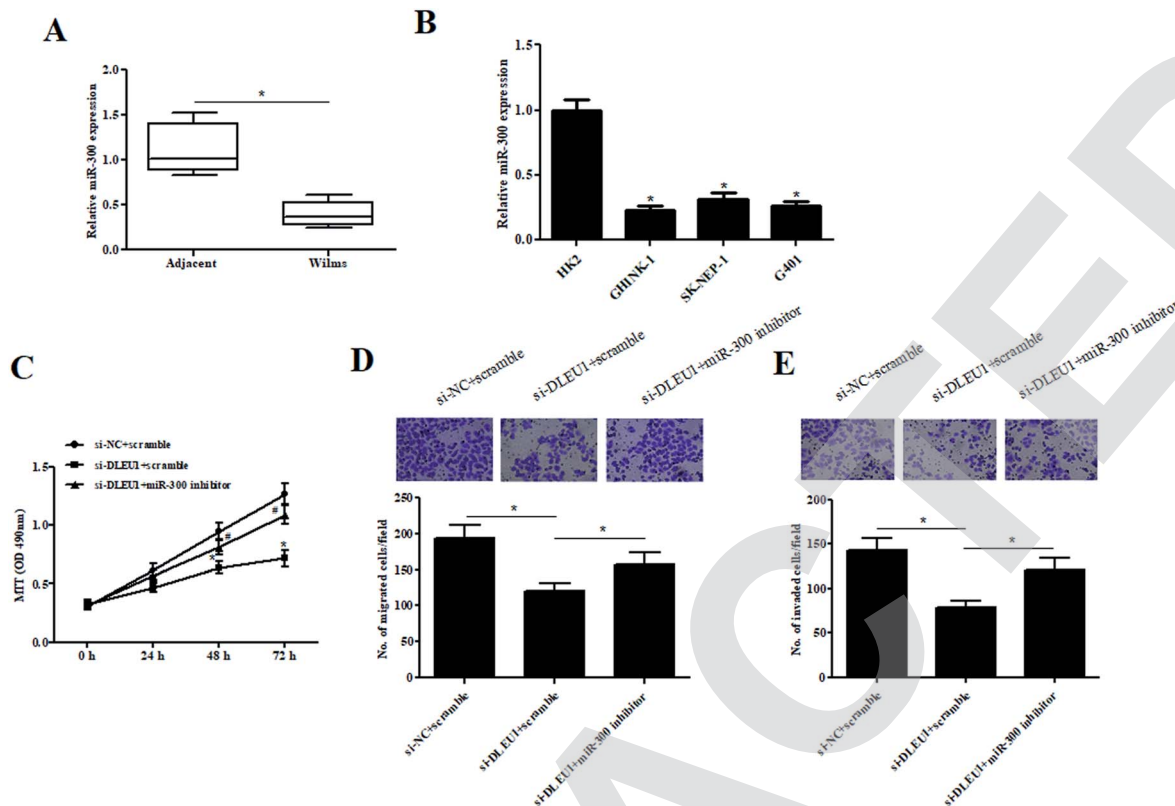 A
Relative miR-300 expression
2.0
1.5
1.0
0.5
0.0
*
Adjacent
Wilms
B
Relative miR-300 expression
1.5
1.0
0.5
0.0
*
*
*
HK2
GHINK-1
SK-NEP-1
G401
C
si-NC+scramble
si-DLEU1+scramble
si-DLEU1+miR-300 inhibitor
MTT (OD 490nm)
1.5
1.0
0.5
0.0
#
#
*
*
0 h
24 h
48 h
72 h
D
si-NC+scramble
si-DLEU1+scramble
si-DLEU1+miR-300 inhibitor
No. of migrated cells/field
250
200
150
100
50
0
*
*
si-NC+scramble
si-DLEU1+scramble
si-DLEU1+miR-300 inhibitor
E
si-NC+scramble
si-DLEU1+scramble
si-DLEU1+miR-300 inhibitor
No. of invaded cells/field
200
150
100
50
0
*
*
si-NC+scramble
si-DLEU1+scramble
si-DLEU1+miR-300 inhibitor
ACTED